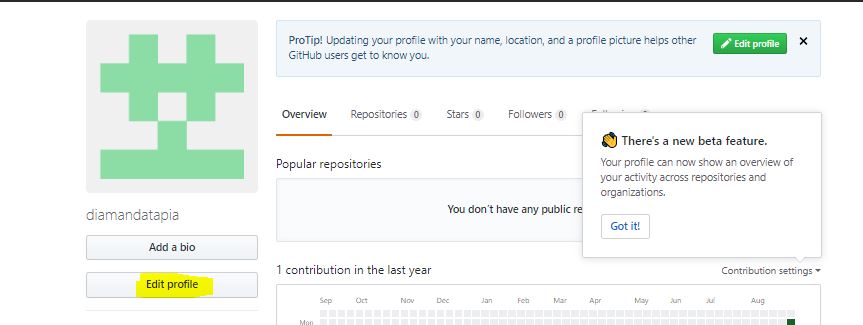 ProTip! Updating your profile with your name, location, and a profile picture helps other
GitHub users get to know you.
Edit profile
Overview
Repositories 0
Stars 0
Followers 0
There's a new beta feature.
Your profile can now show an overview of
your activity across repositories and
organizations.
Got it!
Popular repositories
You don't have any public re
diamandatapia
Add a bio
Edit profile
1 contribution in the last year
Contribution settings
Sep Oct Nov Dec Jan Feb Mar Apr May Jun Jul Aug
Mon